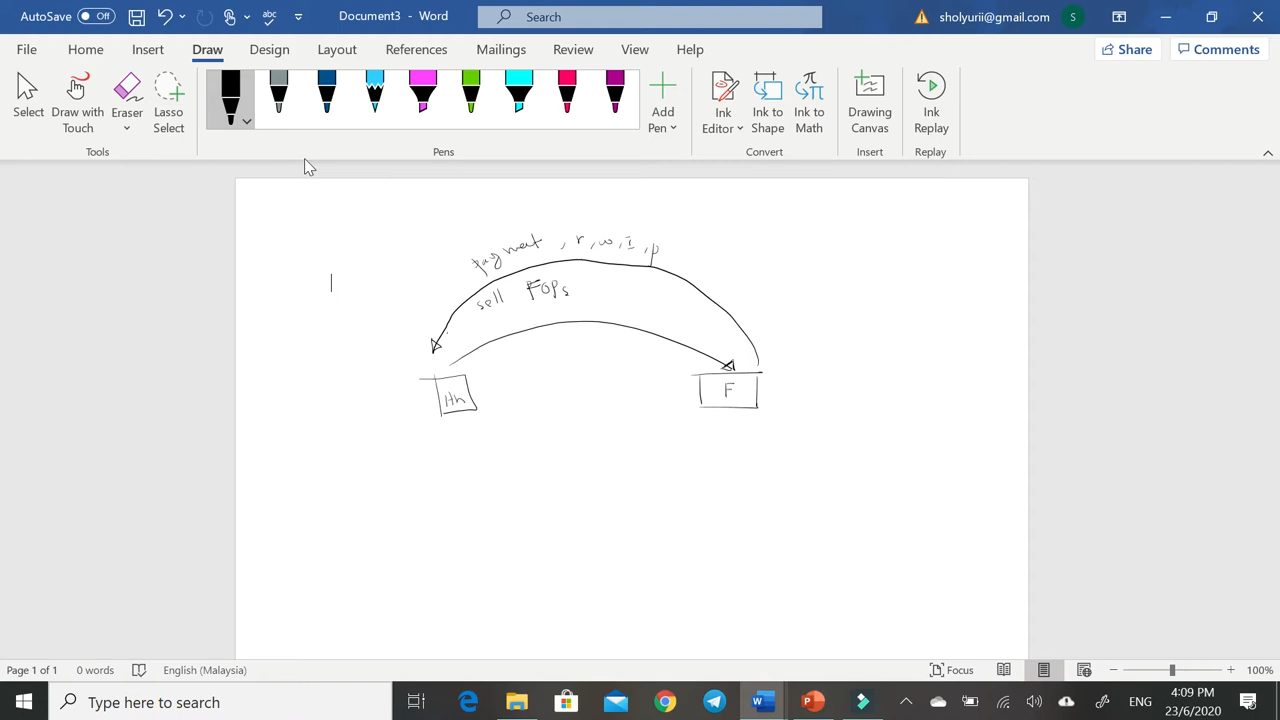 AutoSave Off Document3 - Word Search sholyurii@gmail.com S
File Home Insert Draw Design Layout References Mailings Review View Help Share Comments
Select Draw with Touch Eraser Lasso Select Add Pen Ink Editor Ink to Shape Ink to Math Drawing Canvas Ink Replay
Tools Pens Convert Insert Replay
payment , r, w, I, p
sell FOPs
Hh F
Page 1 of 1 0 words English (Malaysia) Focus 100%
Type here to search ENG 4:09 PM
23/6/2020